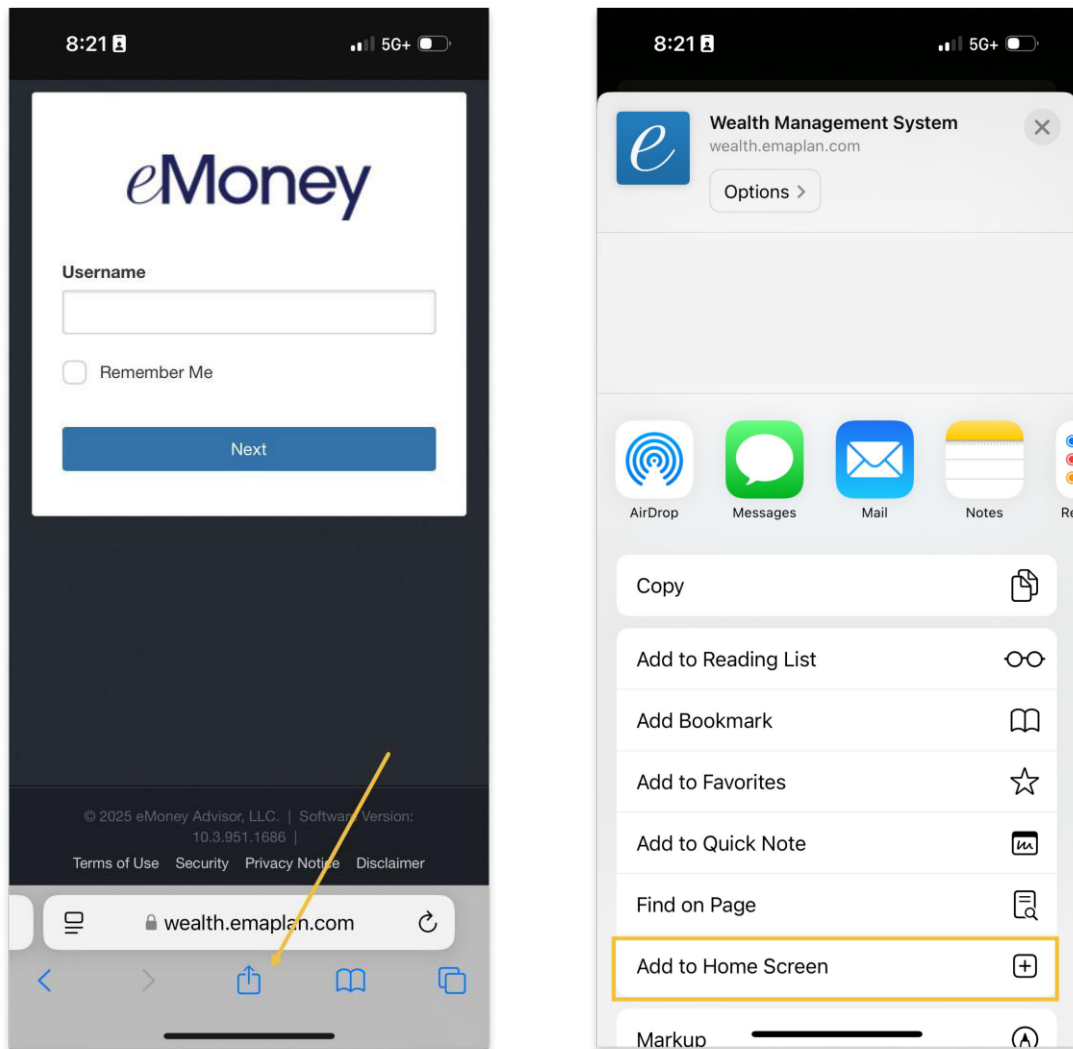 8:21
5G+
eMoney
Username
Remember Me
Next
© 2025 eMoney Advisor, LLC. | Software Version:
10.3.951.1686 |
Terms of Use Security Privacy Notice Disclaimer
wealth.emaplan.com
8:21
5G+
e
Wealth Management System
wealth.emaplan.com
Options >
AirDrop
Messages
Mail
Notes
Re
Copy
Add to Reading List
Add Bookmark
Add to Favorites
Add to Quick Note
Find on Page
Add to Home Screen
Markup